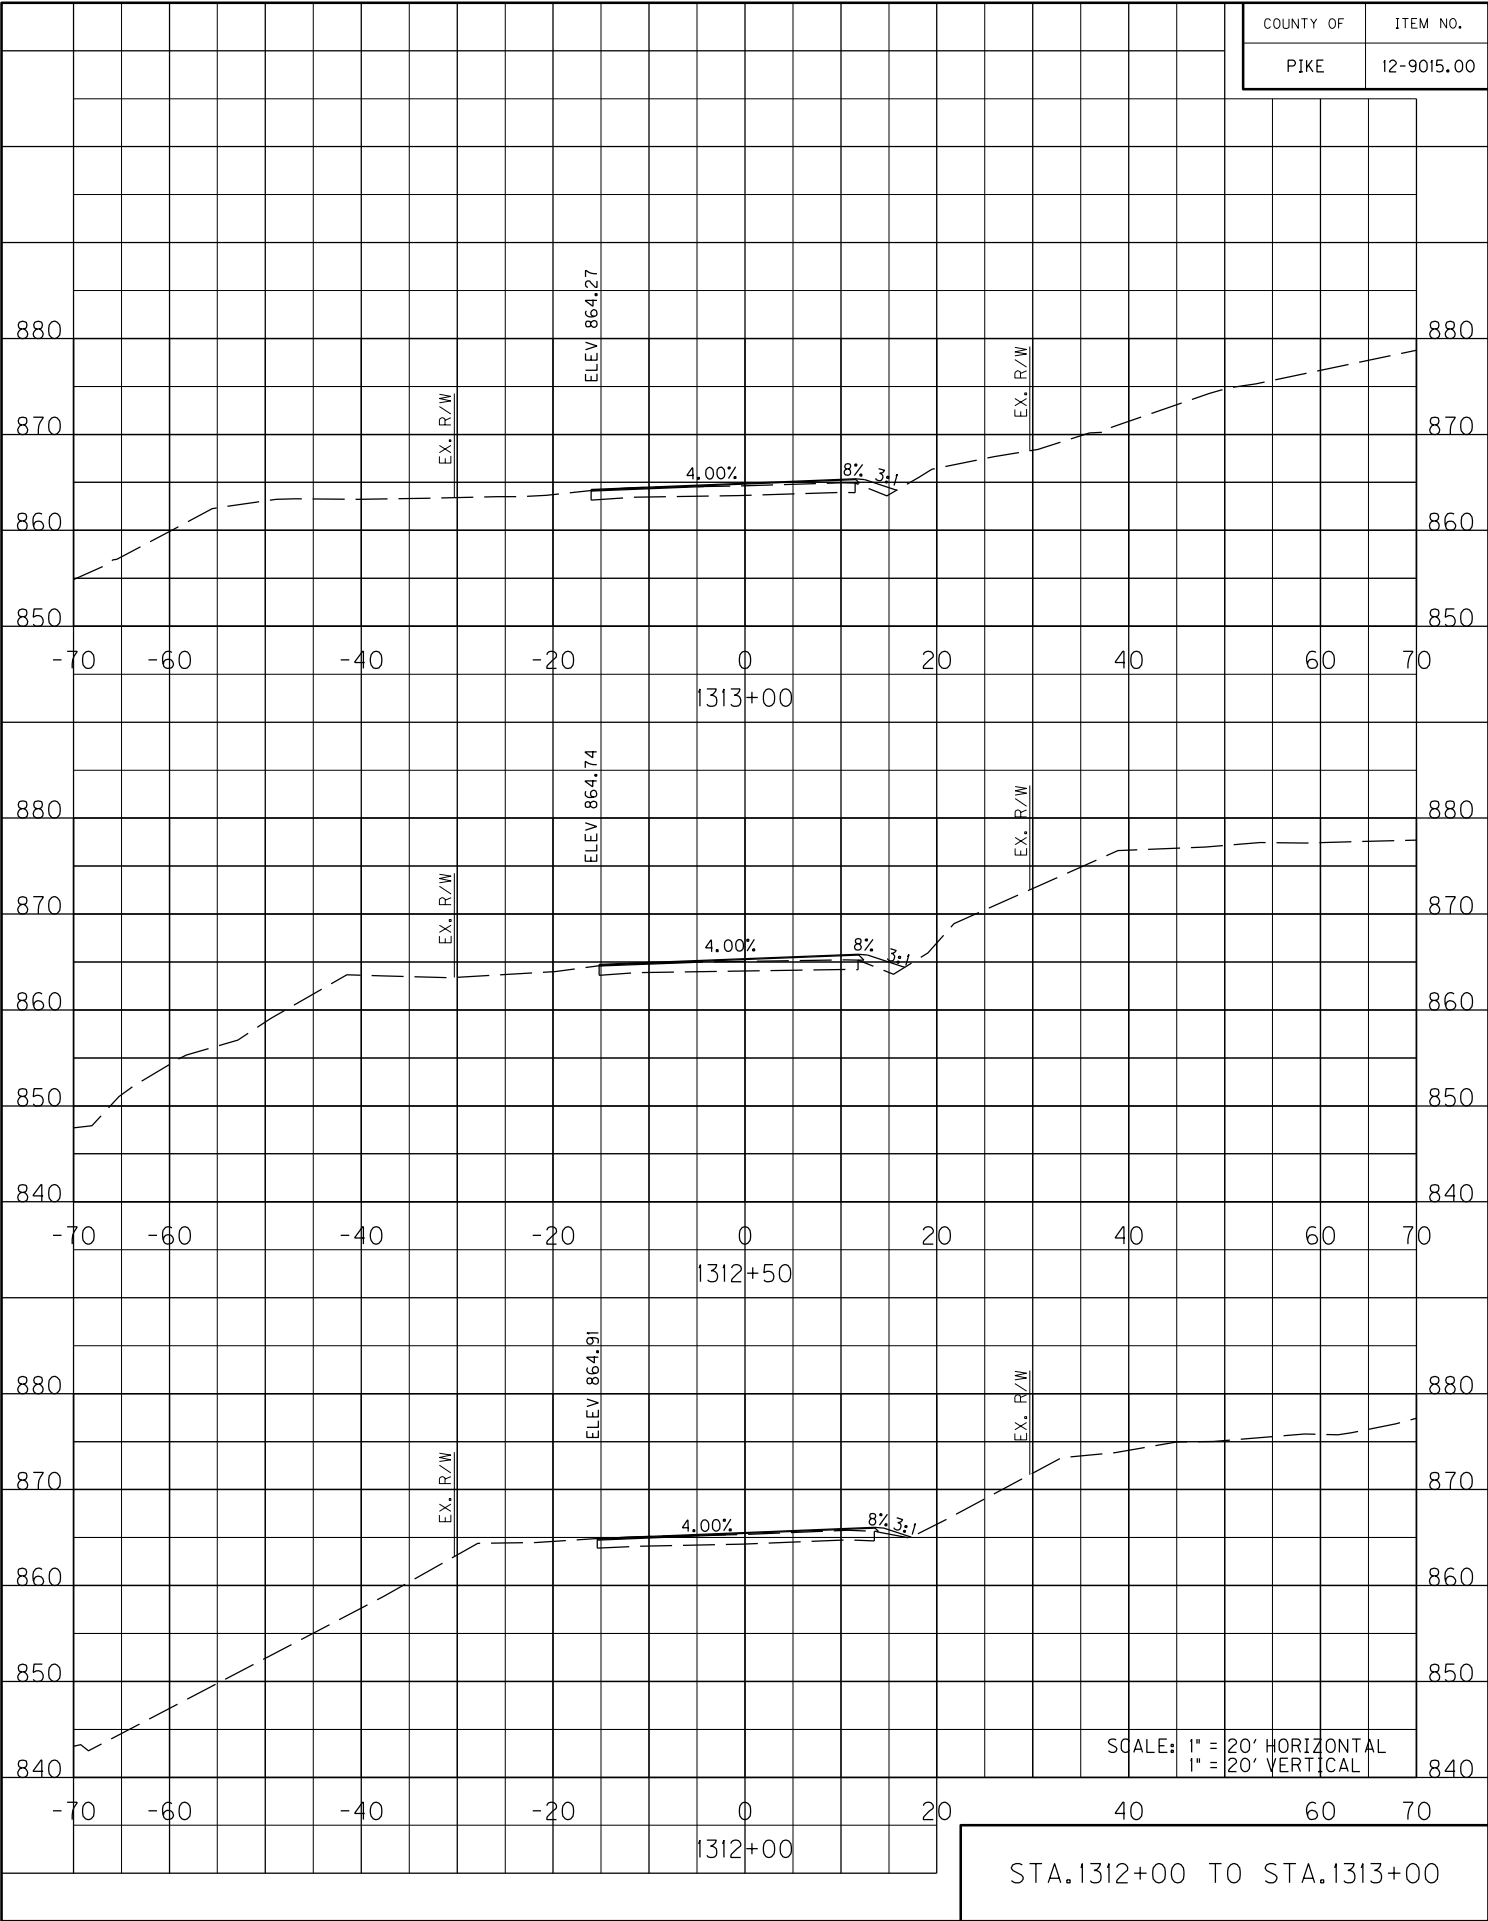 COUNTY OF ITEM NO.
PIKE 12-9015.00
ELEV 864.27
880 880
EX. R/W
EX. R/W
870 870
4.00% 8% 3:1
860 860
850 850
-70 -60 -40 -20 0 20 40 60 70
1313+00
ELEV 864.74
880 880
EX. R/W
EX. R/W
870 870
4.00% 8% 3:1
860 860
850 850
840 840
-70 -60 -40 -20 0 20 40 60 70
1312+50
ELEV 864.91
880 880
EX. R/W
EX. R/W
870 870
4.00% 8% 3:1
860 860
850 850
SCALE: 1" = 20' HORIZONTAL
1" = 20' VERTICAL
840 840
-70 -60 -40 -20 0 20 40 60 70
1312+00
STA.1312+00 TO STA.1313+00